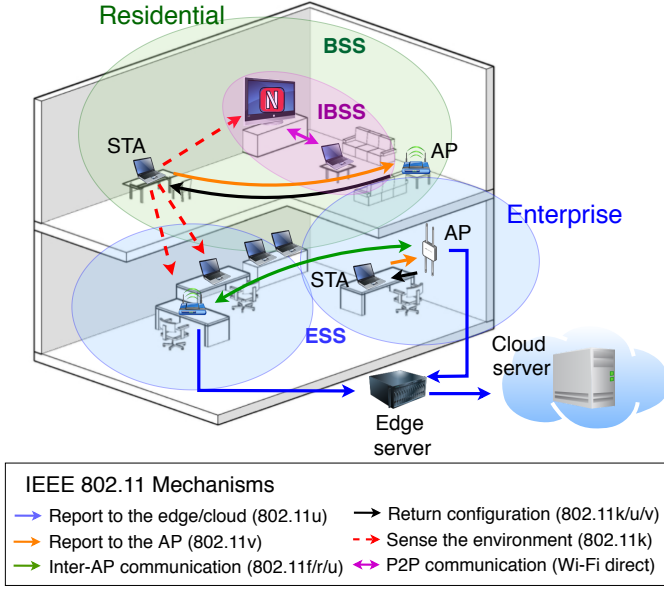 Residential
BSS
N
IBSS
STA
AP
Enterprise
AP
STA
ESS
Cloud
server
Edge
server
IEEE 802.11 Mechanisms
Report to the edge/cloud (802.11u)
Return configuration (802.11k/u/v)
Report to the AP (802.11v)
Sense the environment (802.11k)
Inter-AP communication (802.11f/r/u)
P2P communication (Wi-Fi direct)